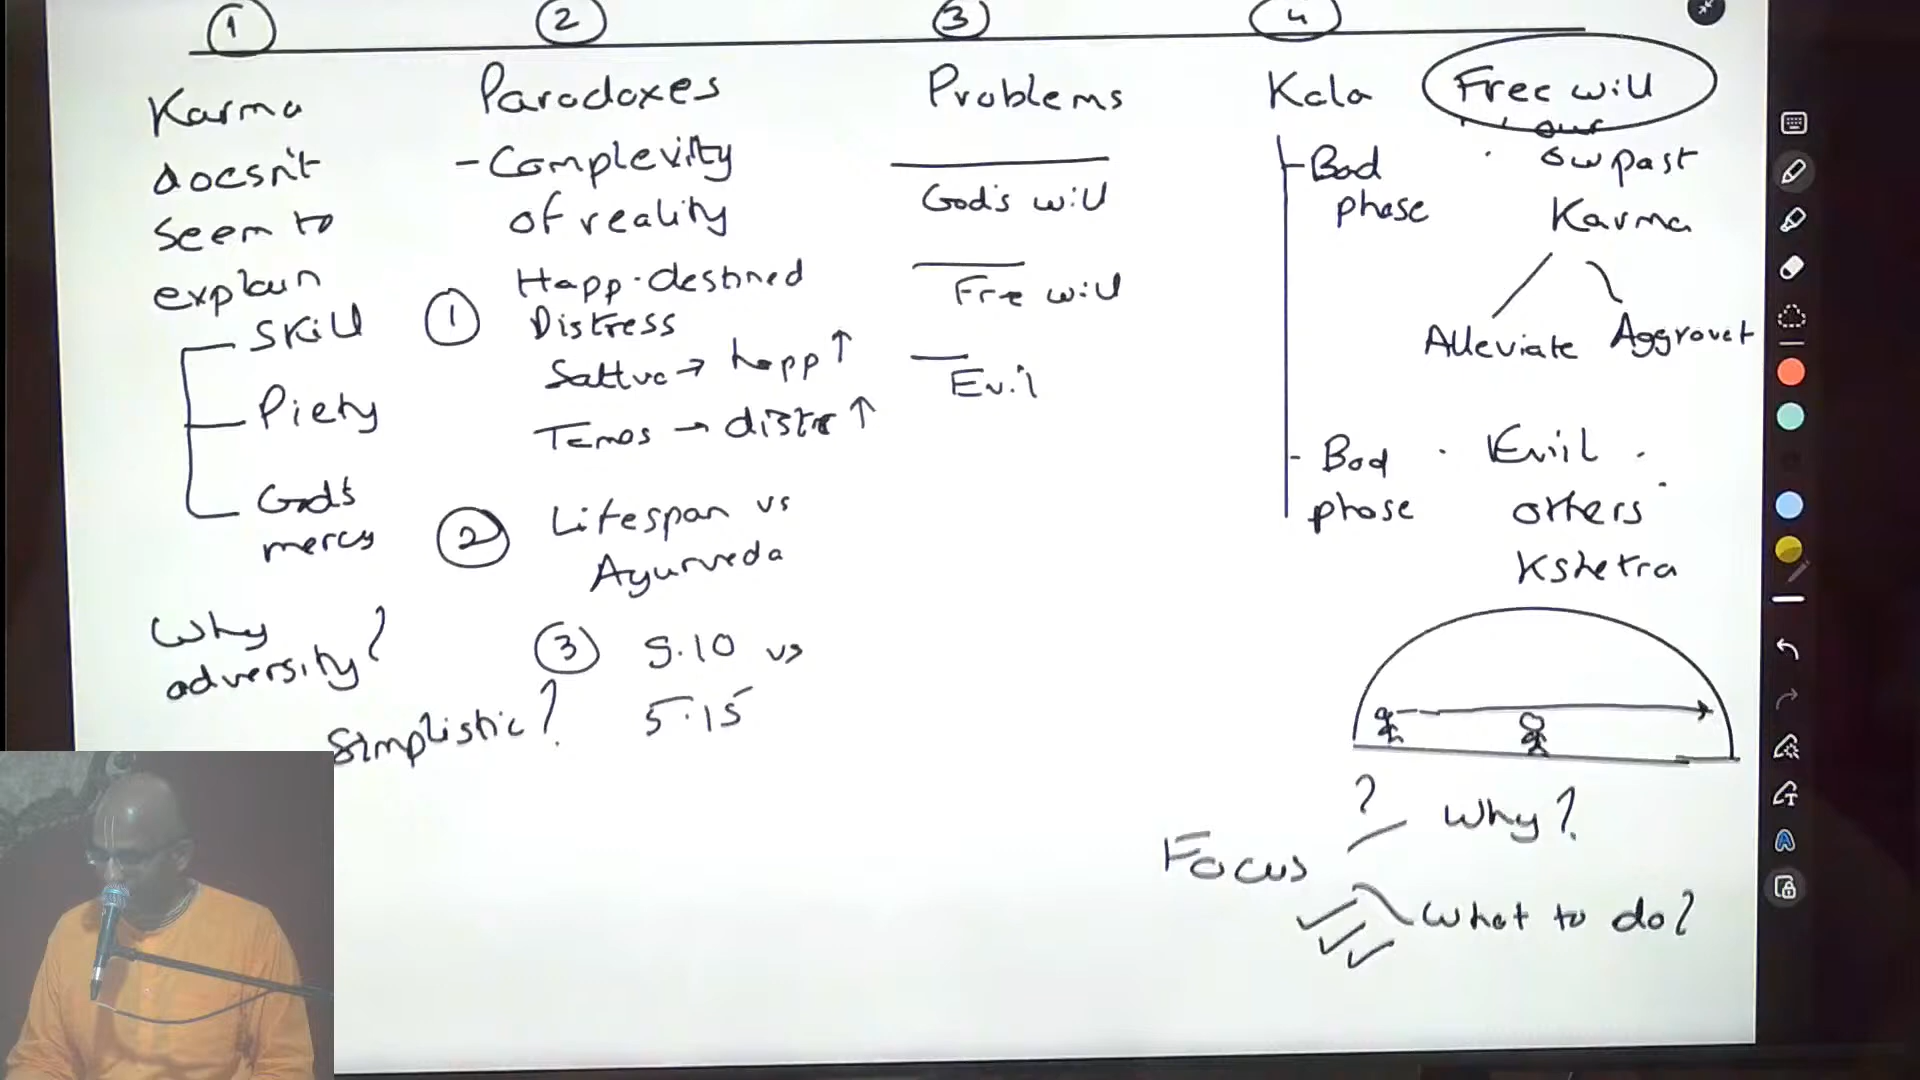 1
2
3
4
Karma
doesn't
seem to
explain
Skill
Piety
God's
mercy
Why
adversity?
Simplistic?
Paradoxes
- Complexity
of reality
1
Happ. destined
Distress
Sattva → happ ↑
Tamas → distr ↑
2
Lifespan vs
Ayurveda
3
5.10 vs
5.15
Problems
God's will
Free will
Evil
Kala
Free will
Bad
phase
our
ow past
Karma
Alleviate
Aggravat
Bad
phase
Evil
others
Kshetra
?
Why?
Focus
What to do?